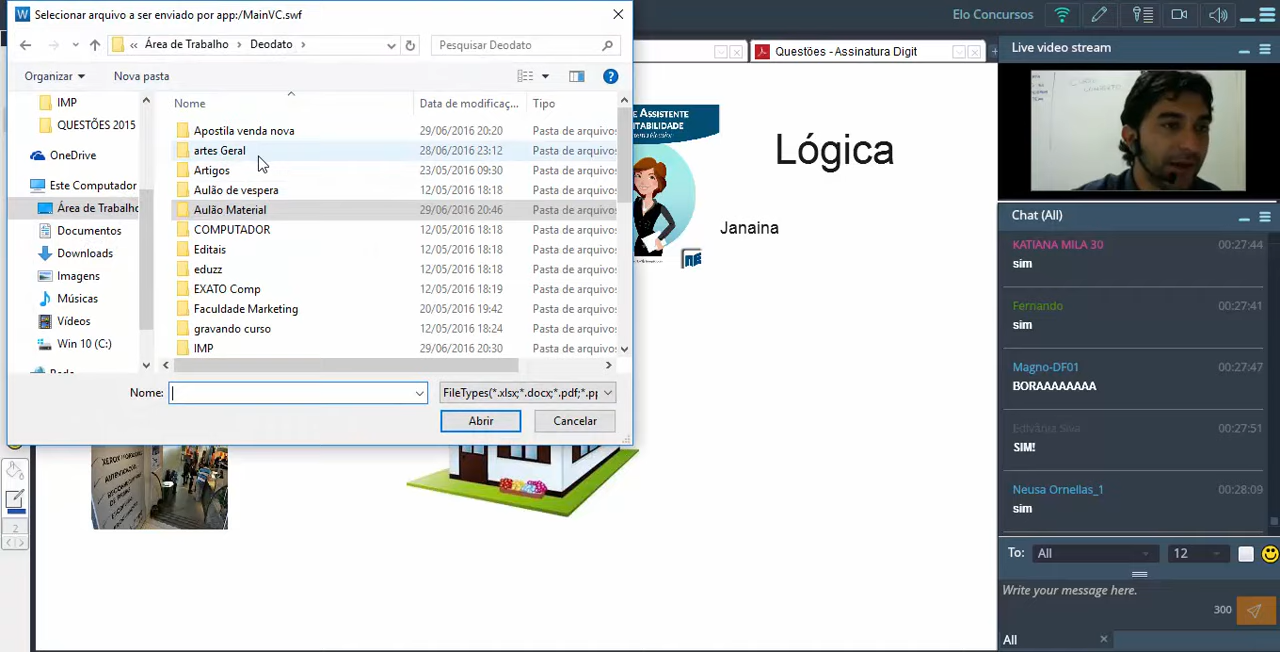 Selecionar arquivo a ser enviado por app:/MainVC.swf
Elo Concursos
« Área de Trabalho › Deodato ›
Pesquisar Deodato
Questões - Assinatura Digit
Live video stream
Organizar
Nova pasta
IMP
QUESTÕES 2015
OneDrive
Este Computador
Área de Trabalho
Documentos
Downloads
Imagens
Músicas
Vídeos
Win 10 (C:)
Nome
Data de modificaç...
Tipo
Apostila venda nova 29/06/2016 20:20 Pasta de arquivos
artes Geral 28/06/2016 23:12 Pasta de arquivos
Artigos 23/05/2016 09:30 Pasta de arquivos
Aulão de vespera 12/05/2016 18:18 Pasta de arquivos
Aulão Material 29/06/2016 20:46 Pasta de arquivos
COMPUTADOR 12/05/2016 18:18 Pasta de arquivos
Editais 12/05/2016 18:18 Pasta de arquivos
eduzz 12/05/2016 18:18 Pasta de arquivos
EXATO Comp 12/05/2016 18:19 Pasta de arquivos
Faculdade Marketing 20/05/2016 19:42 Pasta de arquivos
gravando curso 12/05/2016 18:24 Pasta de arquivos
IMP 29/06/2016 20:30 Pasta de arquivos
Nome:
FileTypes(*.xlsx;*.docx;*.pdf;*.pp
Abrir
Cancelar
E ASSISTENTE
NTABILIDADE
Lógica
Janaina
2
Chat (All)
KATIANA MILA 30 00:27:44
sim
Fernando 00:27:41
sim
Magno-DF01 00:27:47
BORAAAAAAAA
Edivânia Silva 00:27:51
SIM!
Neusa Ornellas_1 00:28:09
sim
To: All 12
Write your message here.
300
All